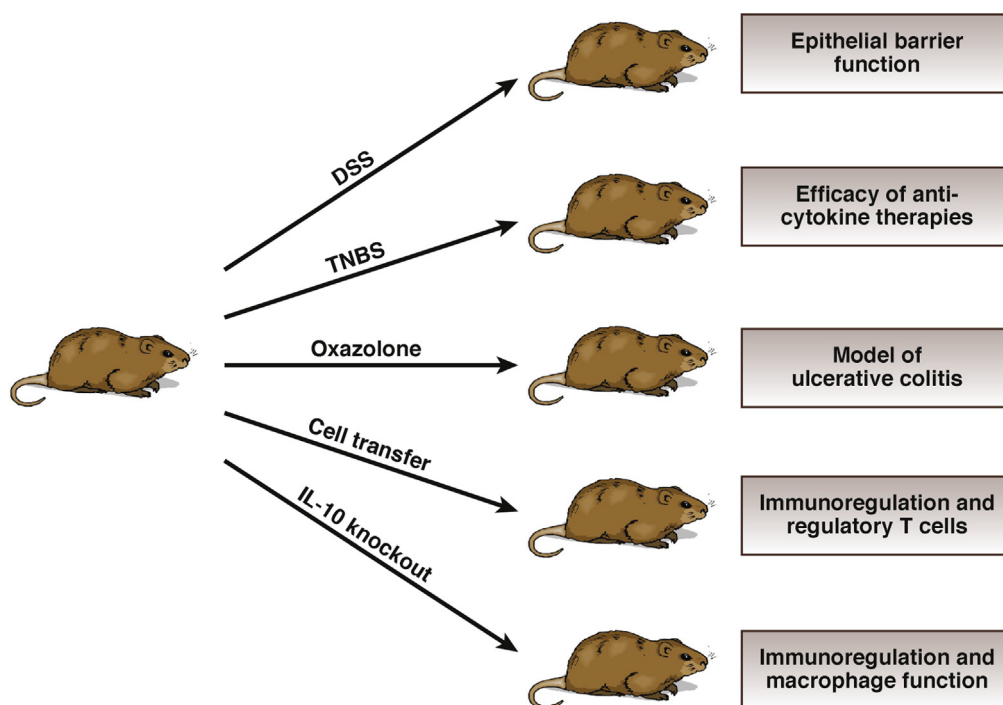 DSS
Epithelial barrier
function
TNBS
Efficacy of anti-
cytokine therapies
Oxazolone
Model of
ulcerative colitis
Cell transfer
Immunoregulation and
regulatory T cells
IL-10 knockout
Immunoregulation and
macrophage function